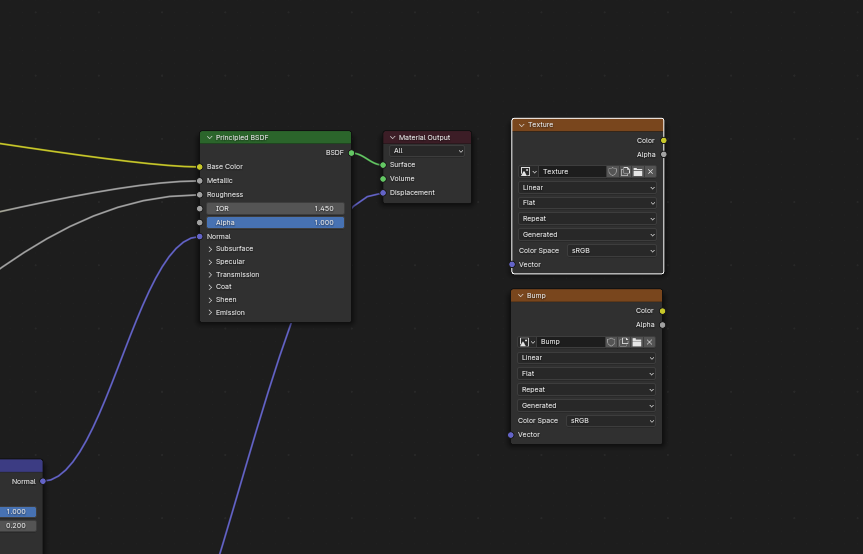 Principled BSDF
BSDF
Base Color
Metallic
Roughness
IOR 1.450
Alpha 1.000
Normal
Subsurface
Specular
Transmission
Coat
Sheen
Emission
Material Output
All
Surface
Volume
Displacement
Texture
Color
Alpha
Texture
Linear
Flat
Repeat
Generated
Color Space sRGB
Vector
Bump
Color
Alpha
Bump
Linear
Flat
Repeat
Generated
Color Space sRGB
Vector
Normal
1.000
0.200